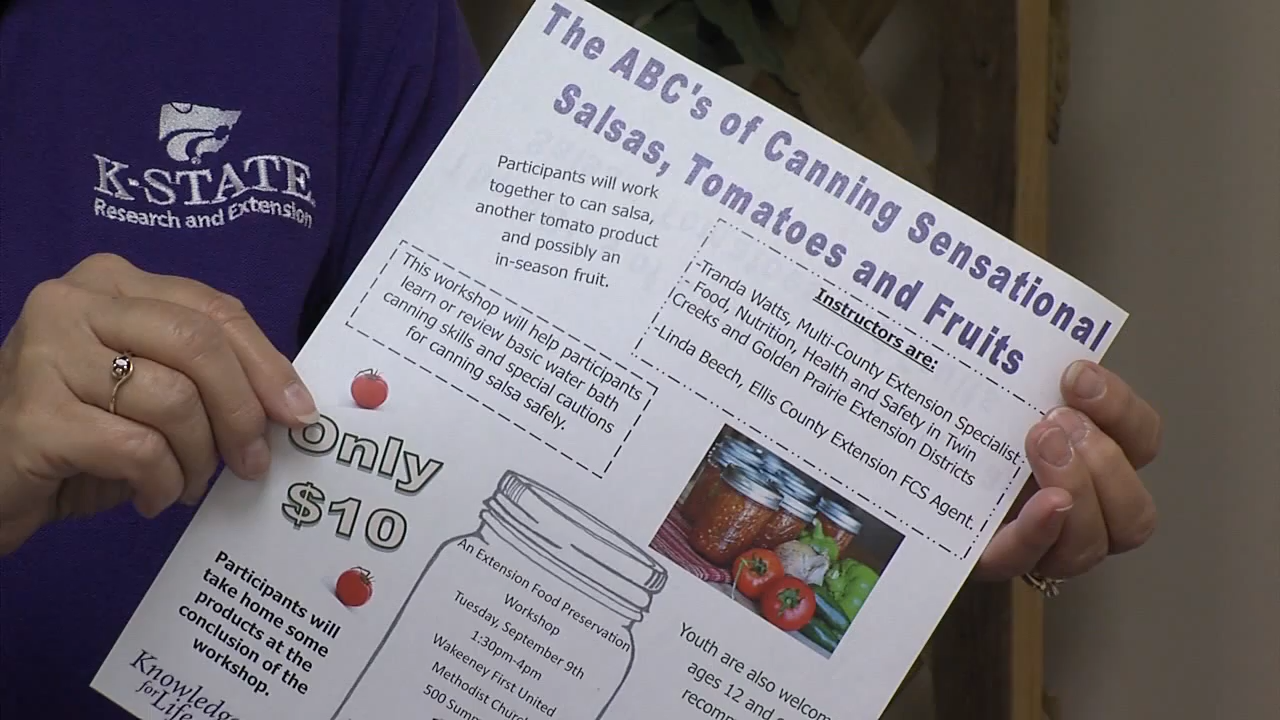 K-STATE
Research and Extension
The ABC's of Canning Sensational
Salsas, Tomatoes and Fruits
Participants will work
together to can salsa,
another tomato product
and possibly an
in-season fruit.
Instructors are:
-Tranda Watts, Multi-County Extension Specialist,
Food, Nutrition, Health and Safety in Twin
Creeks and Golden Prairie Extension Districts
-Linda Beech, Ellis County Extension FCS Agent.
This workshop will help participants
learn or review basic water bath
canning skills and special cautions
for canning salsa safely.
Only
$10
Participants will
take home some
products at the
conclusion of the
workshop.
An Extension Food Preservation
Workshop
Tuesday, September 9th
1:30pm-4pm
Wakeeney First United
Methodist Church
500
Youth are also
ages 12 and
Knowledge
for Life